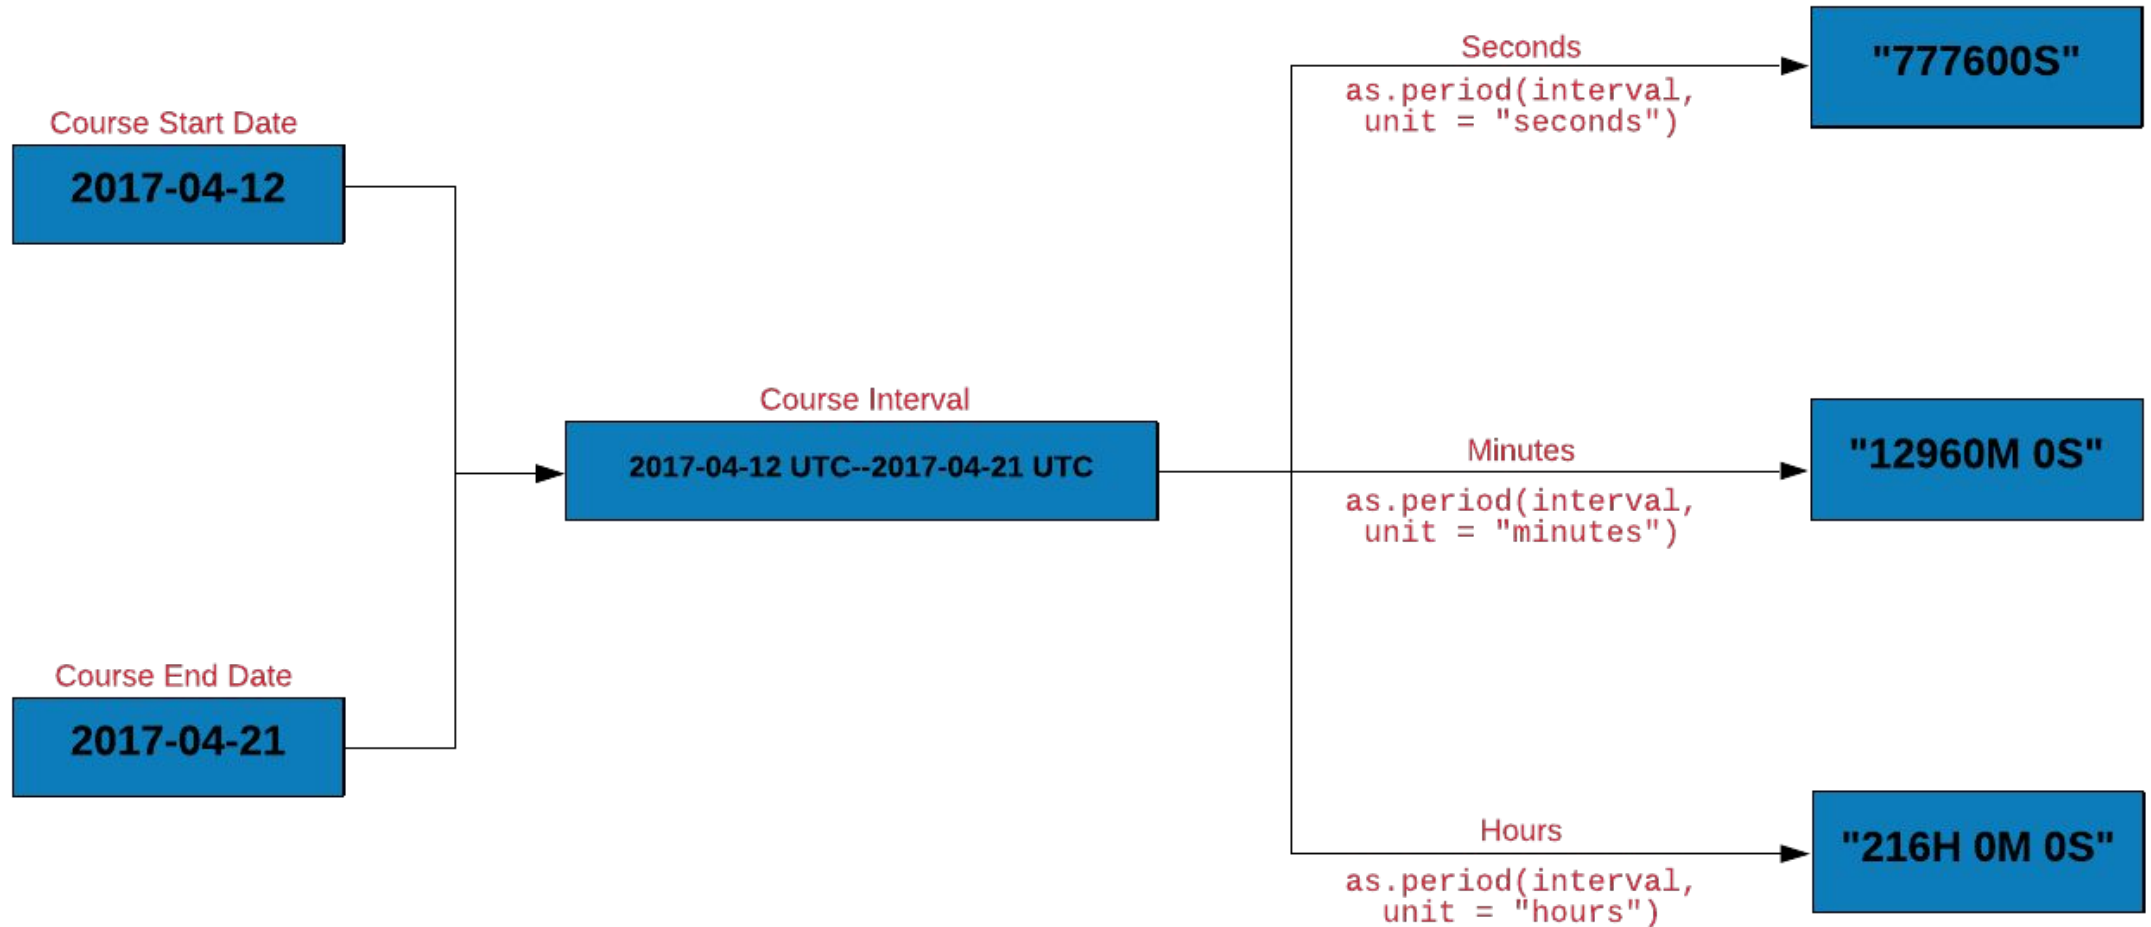 Course Start Date
2017-04-12
Course End Date
2017-04-21
Course Interval
2017-04-12 UTC--2017-04-21 UTC
Seconds
as.period(interval,
unit = "seconds")
"777600S"
Minutes
as.period(interval,
unit = "minutes")
"12960M 0S"
Hours
as.period(interval,
unit = "hours")
"216H 0M 0S"